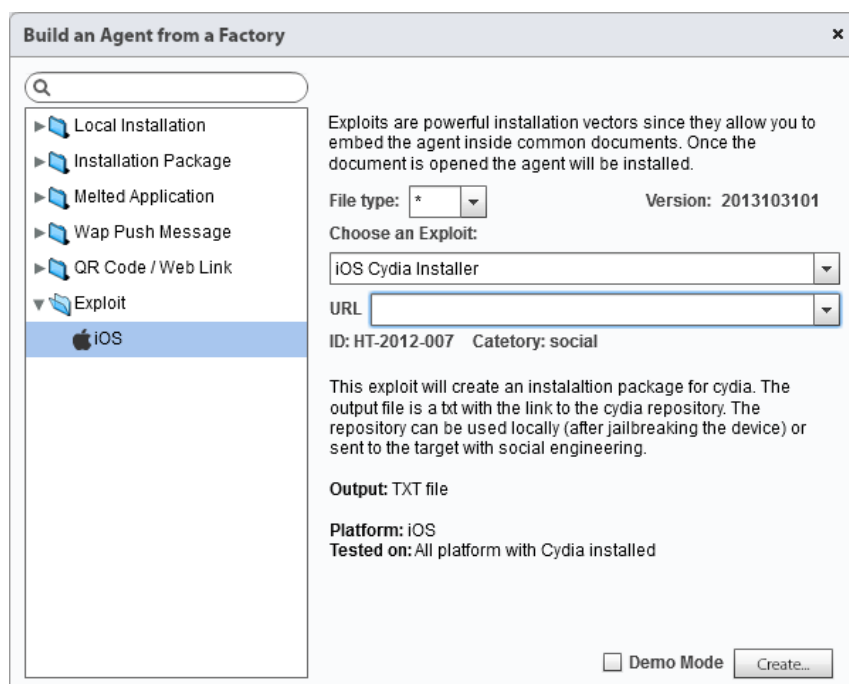 Build an Agent from a Factory
Local Installation
Installation Package
Melted Application
Wap Push Message
QR Code / Web Link
Exploit
iOS
Exploits are powerful installation vectors since they allow you to
embed the agent inside common documents. Once the
document is opened the agent will be installed.
File type: * Version: 2013103101
Choose an Exploit:
iOS Cydia Installer
URL
ID: HT-2012-007 Catetory: social
This exploit will create an instalaltion package for cydia. The
output file is a txt with the link to the cydia repository. The
repository can be used locally (after jailbreaking the device) or
sent to the target with social engineering.
Output: TXT file
Platform: iOS
Tested on: All platform with Cydia installed
Demo Mode Create...